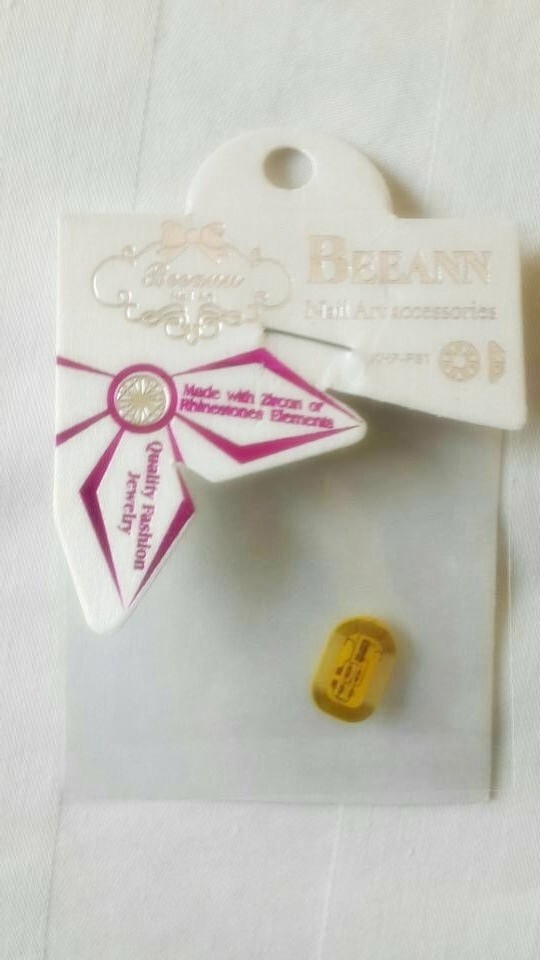 Beeann
BEEANN
Nail Art accessories
Made with Zircon or
Rhinestones Elements
Quality Fashion
Jewelry